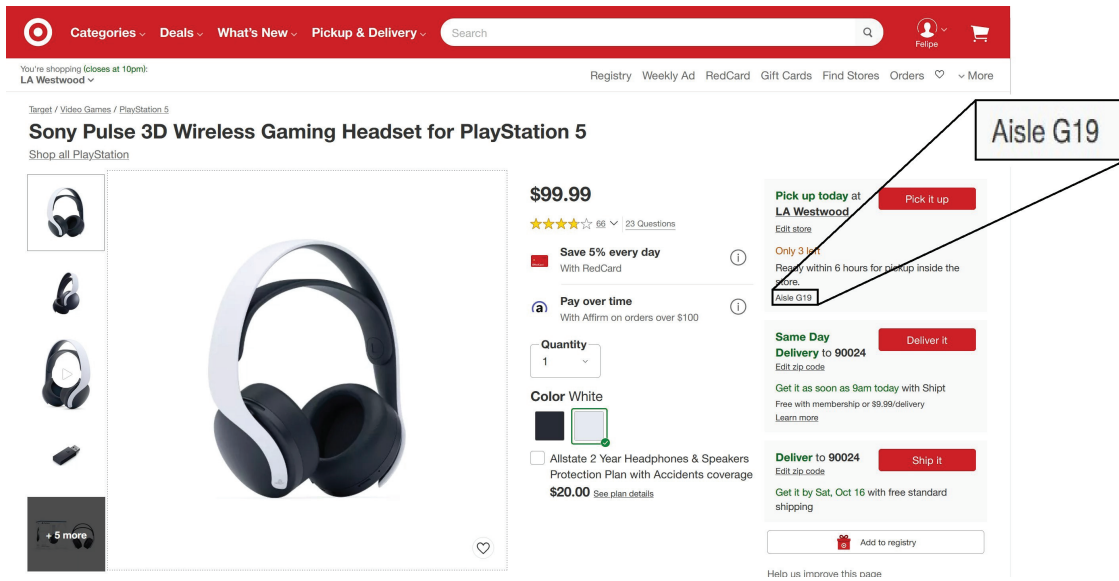 Categories Deals What's New Pickup & Delivery Search Felipe
You're shopping (closes at 10pm):
LA Westwood
Registry Weekly Ad RedCard Gift Cards Find Stores Orders More
Target / Video Games / PlayStation 5
Sony Pulse 3D Wireless Gaming Headset for PlayStation 5
Shop all PlayStation
Aisle G19
+ 5 more
$99.99
66 23 Questions
Save 5% every day
With RedCard
Pay over time
With Affirm on orders over $100
Quantity
1
Color White
Allstate 2 Year Headphones & Speakers
Protection Plan with Accidents coverage
$20.00 See plan details
Pick up today at
LA Westwood
Pick it up
Edit store
Only 3 left
Ready within 6 hours for pickup inside the
store.
Aisle G19
Same Day
Delivery to 90024
Deliver it
Edit zip code
Get it as soon as 9am today with Shipt
Free with membership or $9.99/delivery
Learn more
Deliver to 90024
Ship it
Edit zip code
Get it by Sat, Oct 16 with free standard
shipping
Add to registry
Help us improve this page